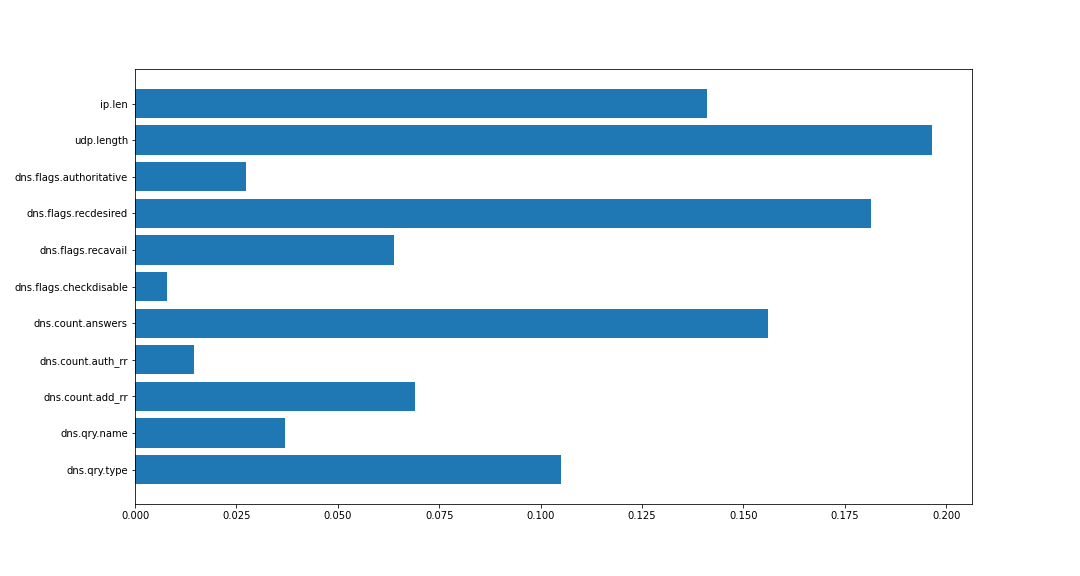 ip.len
udp.length
dns.flags.authoritative
dns.flags.recdesired
dns.flags.recavail
dns.flags.checkdisable
dns.count.answers
dns.count.auth_rr
dns.count.add_rr
dns.qry.name
dns.qry.type
0.000 0.025 0.050 0.075 0.100 0.125 0.150 0.175 0.200